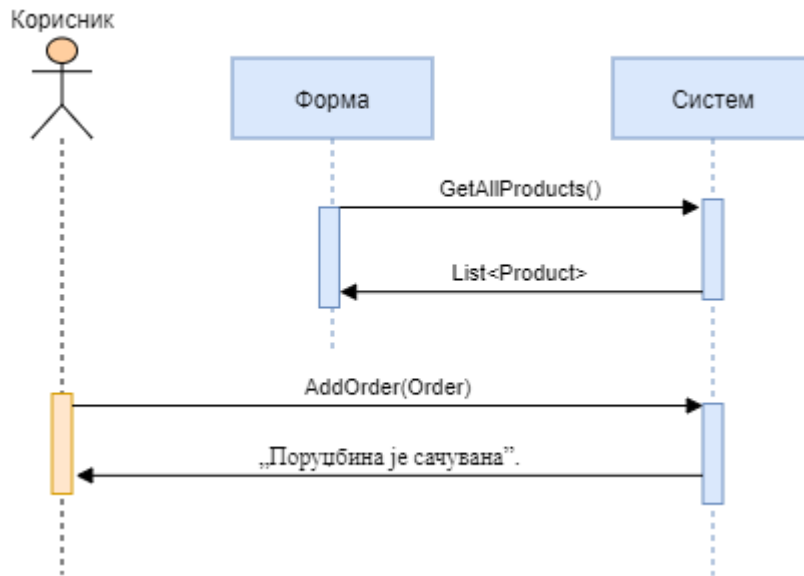 Корисник
Форма
Систем
GetAllProducts()
List<Product>
AddOrder(Order)
„Поруџбина је сачувана”.